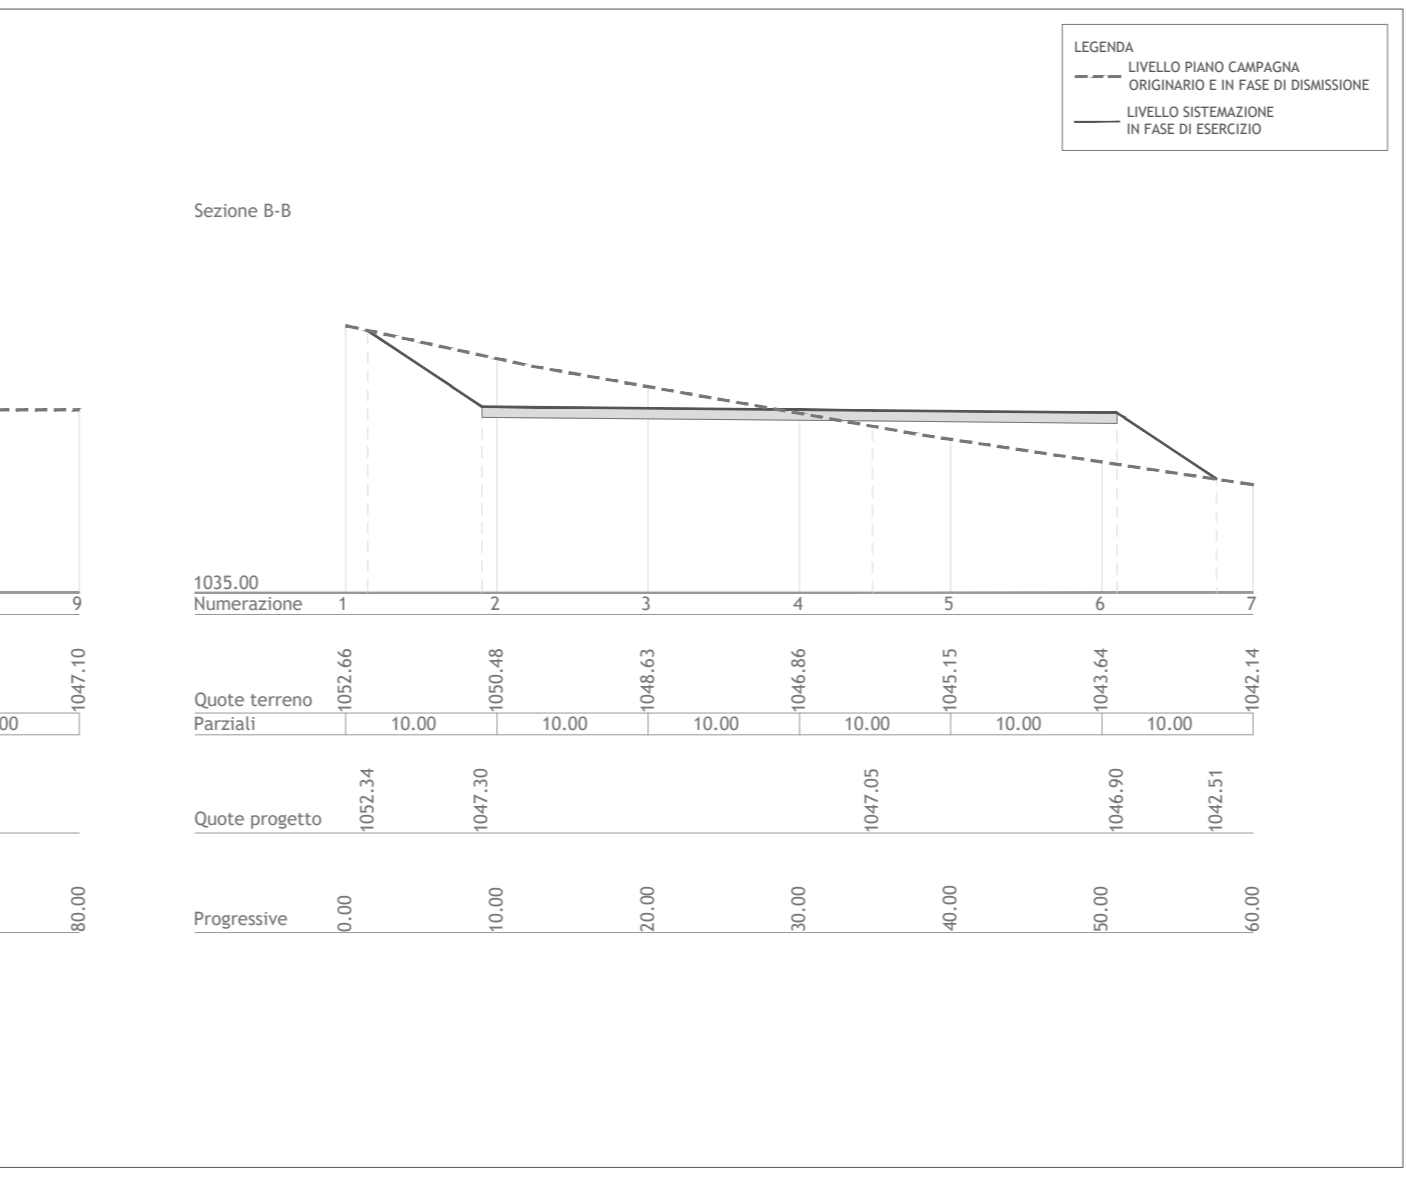 LEGENDA
LIVELLO PIANO CAMPAGNA
ORIGINARIO E IN FASE DI DISMISSIONE
LIVELLO SISTEMAZIONE
IN FASE DI ESERCIZIO
Sezione B-B
1035.00
9
Numerazione 1 2 3 4 5 6 7
1047.10
Quote terreno 1052.66 1050.48 1048.63 1046.86 1045.15 1043.64 1042.14
00
Parziali 10.00 10.00 10.00 10.00 10.00 10.00
Quote progetto 1052.34 1047.30 1047.05 1046.90 1042.51
80.00
Progressive 0.00 10.00 20.00 30.00 40.00 50.00 60.00